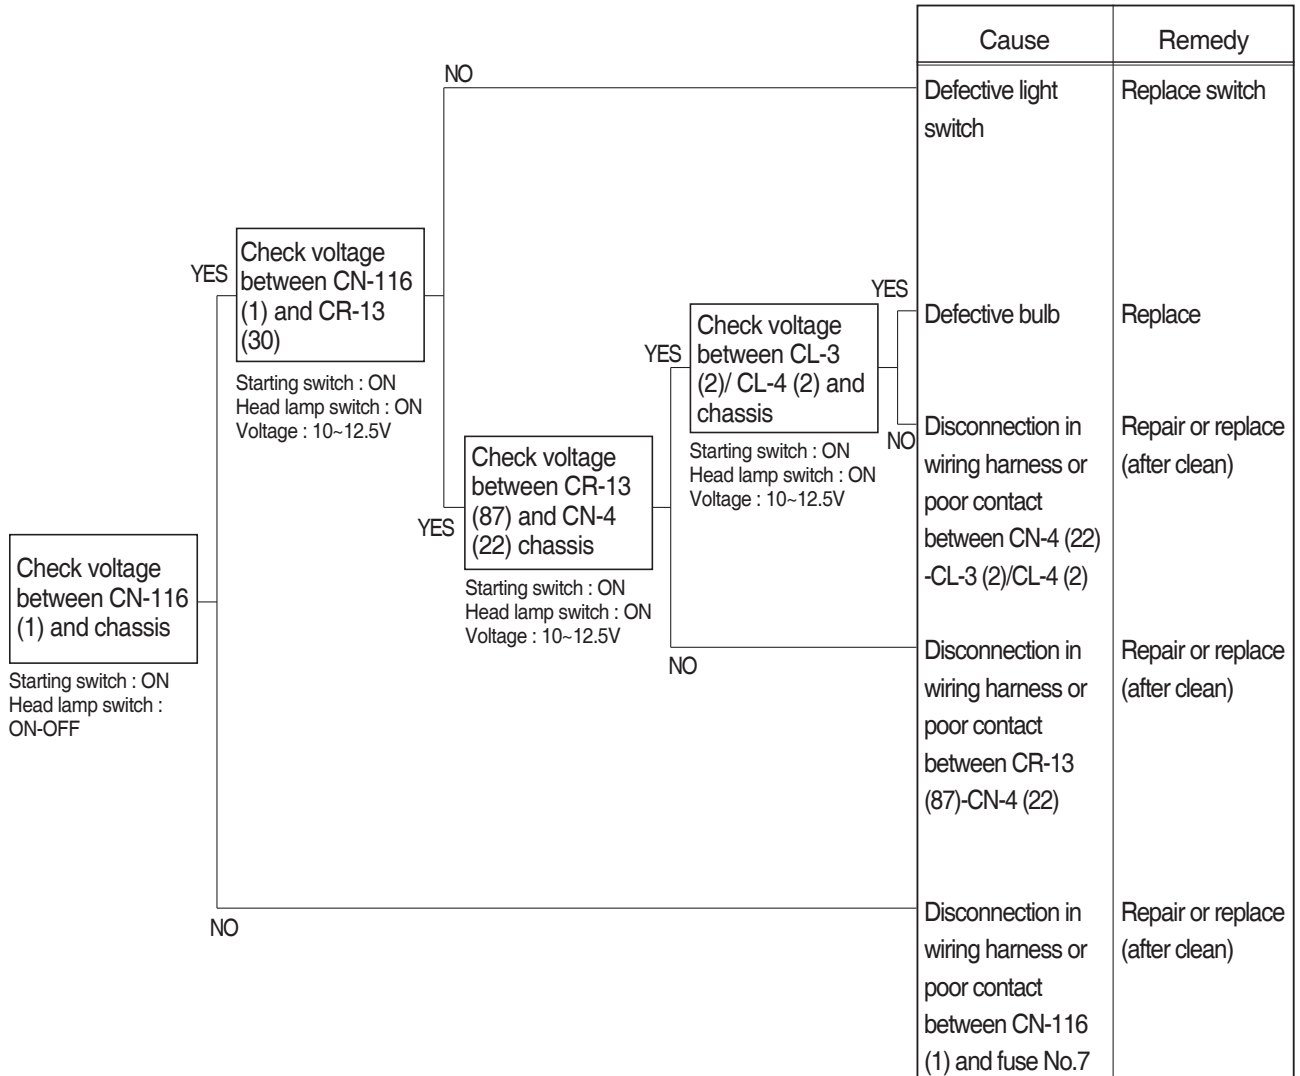 Cause
Remedy
NO
Defective light
switch
Replace switch
YES
Check voltage
between CN-116
(1) and CR-13
(30)
Starting switch : ON
Head lamp switch : ON
Voltage : 10~12.5V
YES
Defective bulb
Replace
YES
Check voltage
between CL-3
(2)/ CL-4 (2) and
chassis
Starting switch : ON
Head lamp switch : ON
Voltage : 10~12.5V
NO
Disconnection in
wiring harness or
poor contact
between CN-4 (22)
-CL-3 (2)/CL-4 (2)
Repair or replace
(after clean)
YES
Check voltage
between CR-13
(87) and CN-4
(22) chassis
Starting switch : ON
Head lamp switch : ON
Voltage : 10~12.5V
NO
Disconnection in
wiring harness or
poor contact
between CR-13
(87)-CN-4 (22)
Repair or replace
(after clean)
Check voltage
between CN-116
(1) and chassis
Starting switch : ON
Head lamp switch :
ON-OFF
NO
Disconnection in
wiring harness or
poor contact
between CN-116
(1) and fuse No.7
Repair or replace
(after clean)